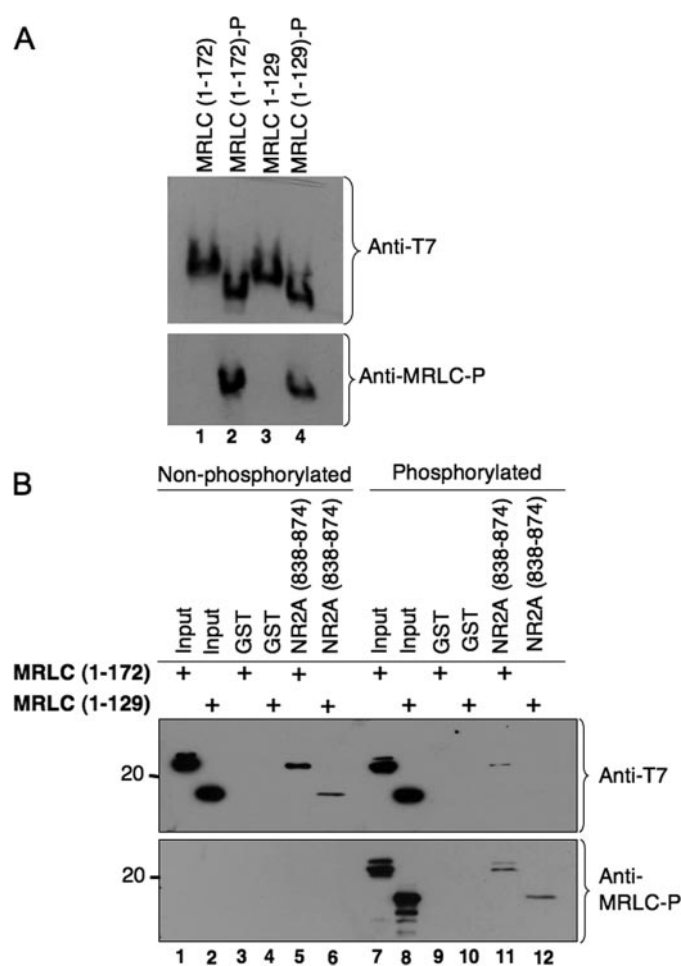 A
MRLC (1-172)
MRLC (1-172)-P
MRLC 1-129
MRLC (1-129)-P
Anti-T7
Anti-MRLC-P
1 2 3 4
B
Non-phosphorylated Phosphorylated
Input
Input
GST
GST
NR2A (838-874)
NR2A (838-874)
Input
Input
GST
GST
NR2A (838-874)
NR2A (838-874)
MRLC (1-172) + + + + + +
MRLC (1-129) + + + + + +
20
Anti-T7
20
Anti-
MRLC-P
1 2 3 4 5 6 7 8 9 10 11 12